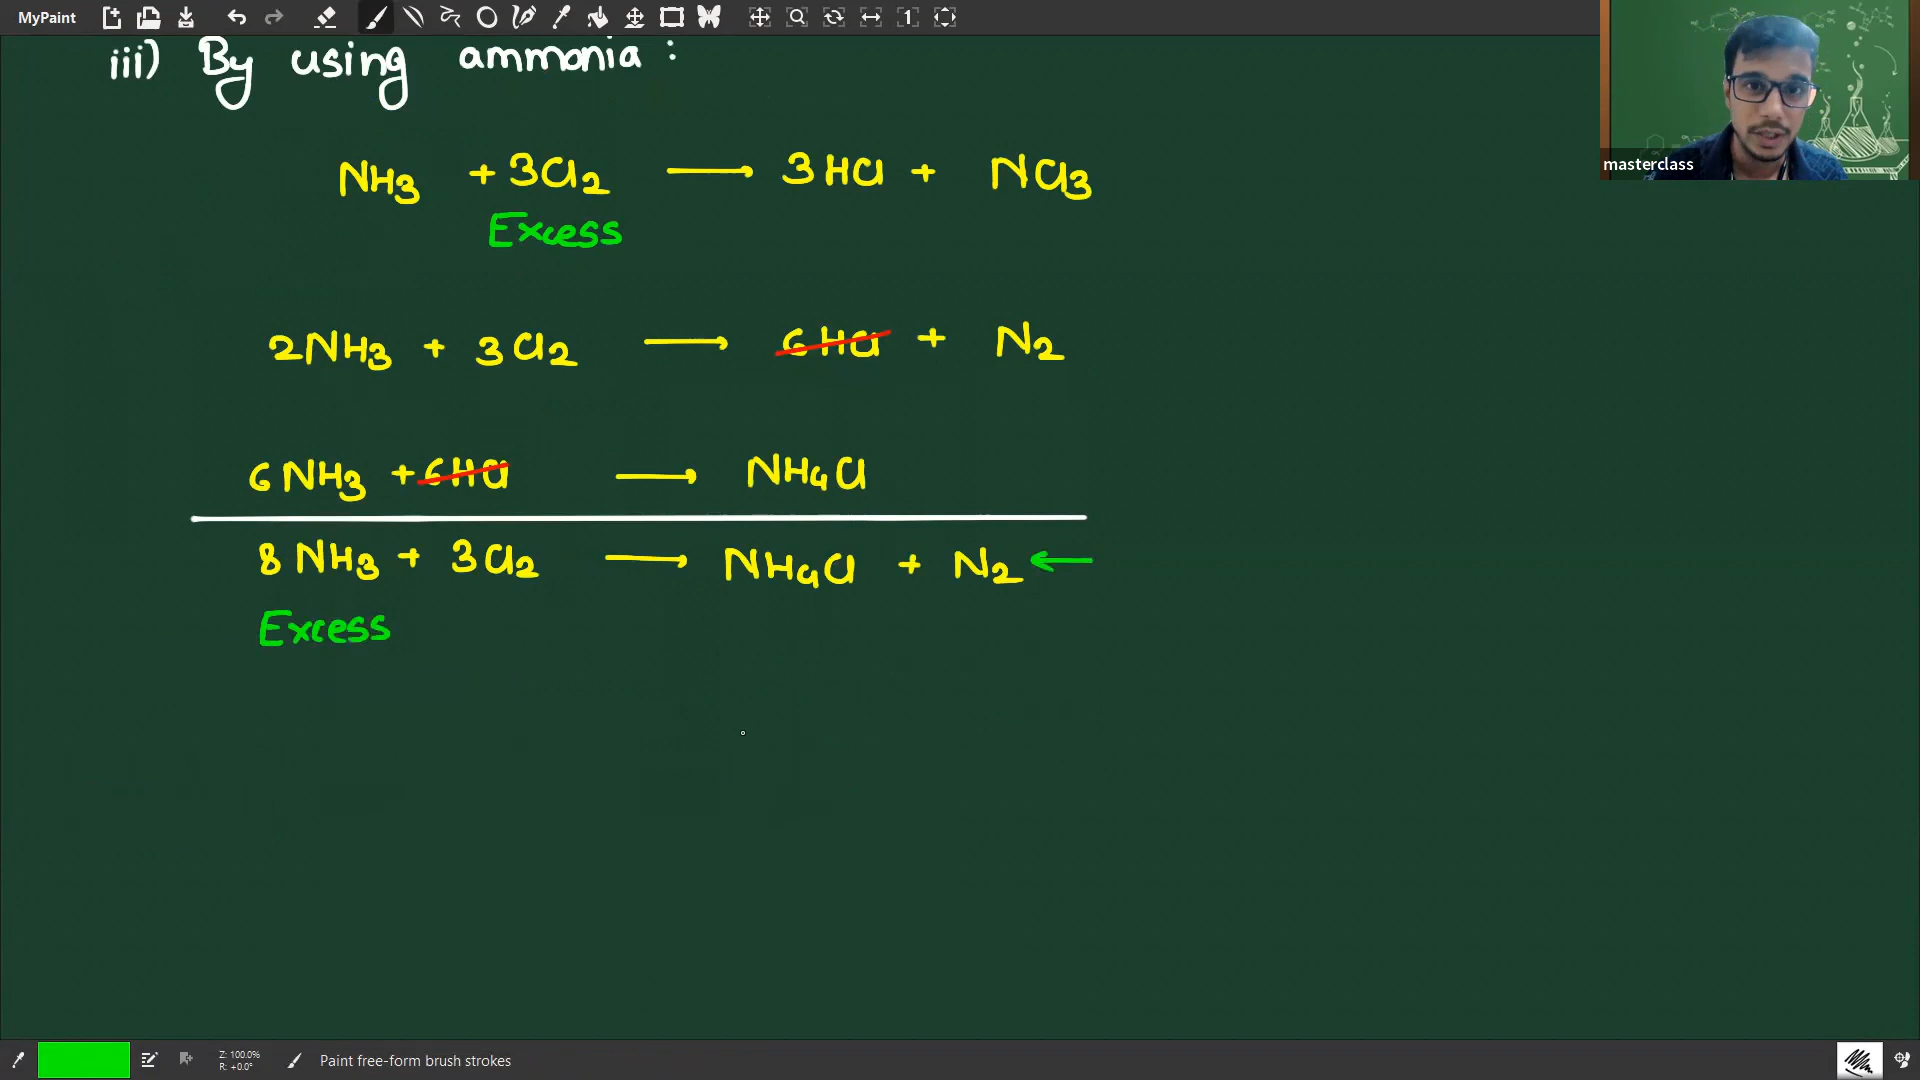 MyPaint
iii) By using ammonia :
masterclass
NH3 + 3Cl2 ⟶ 3HCl + NCl3
Excess
2NH3 + 3Cl2 ⟶ 6HCl + N2
6NH3 + 6HCl ⟶ NH4Cl
8NH3 + 3Cl2 ⟶ NH4Cl + N2 ←
Excess
Z: 100.0%
R: +0.0°
Paint free-form brush strokes